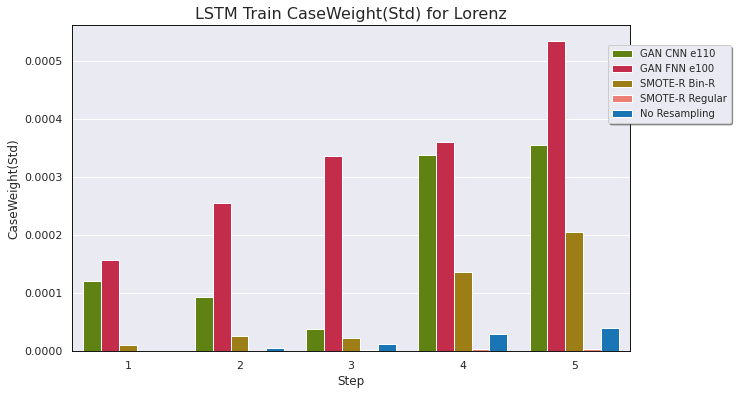 LSTM Train CaseWeight(Std) for Lorenz
GAN CNN e110
GAN FNN e100
SMOTE-R Bin-R
SMOTE-R Regular
No Resampling
CaseWeight(Std)
0.0005
0.0004
0.0003
0.0002
0.0001
0.0000
1 2 3 4 5
Step